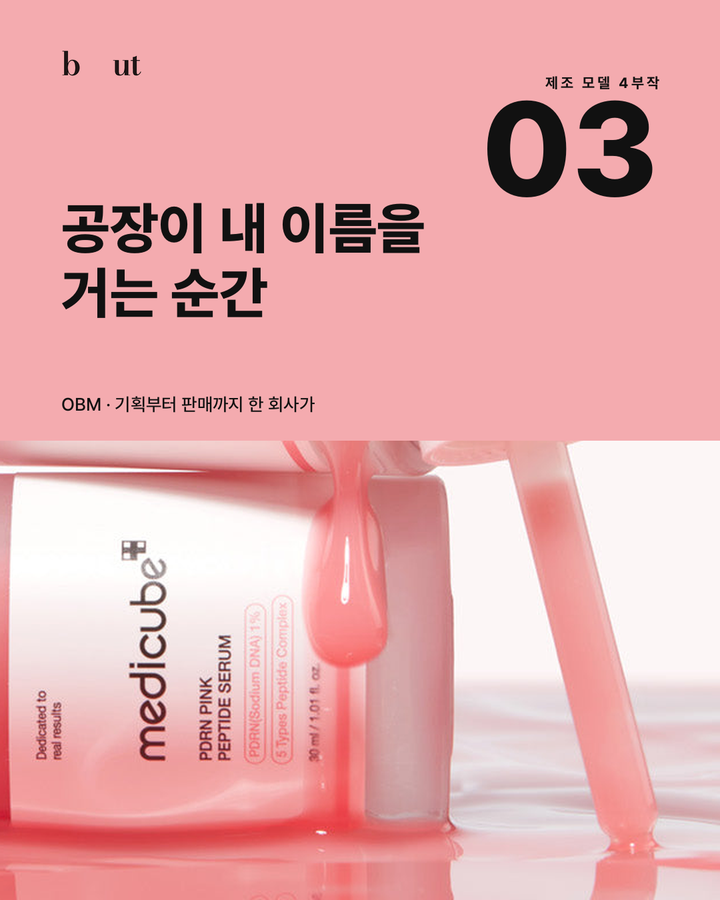 b ut
제조 모델 4부작
03
공장이 내 이름을
거는 순간
OBM · 기획부터 판매까지 한 회사가
Dedicated to
real results
medicube
PDRN PINK
PEPTIDE SERUM
PDRN(Sodium DNA) 1%
5 Types Peptide Complex
30 ml / 1.01 fl. oz.